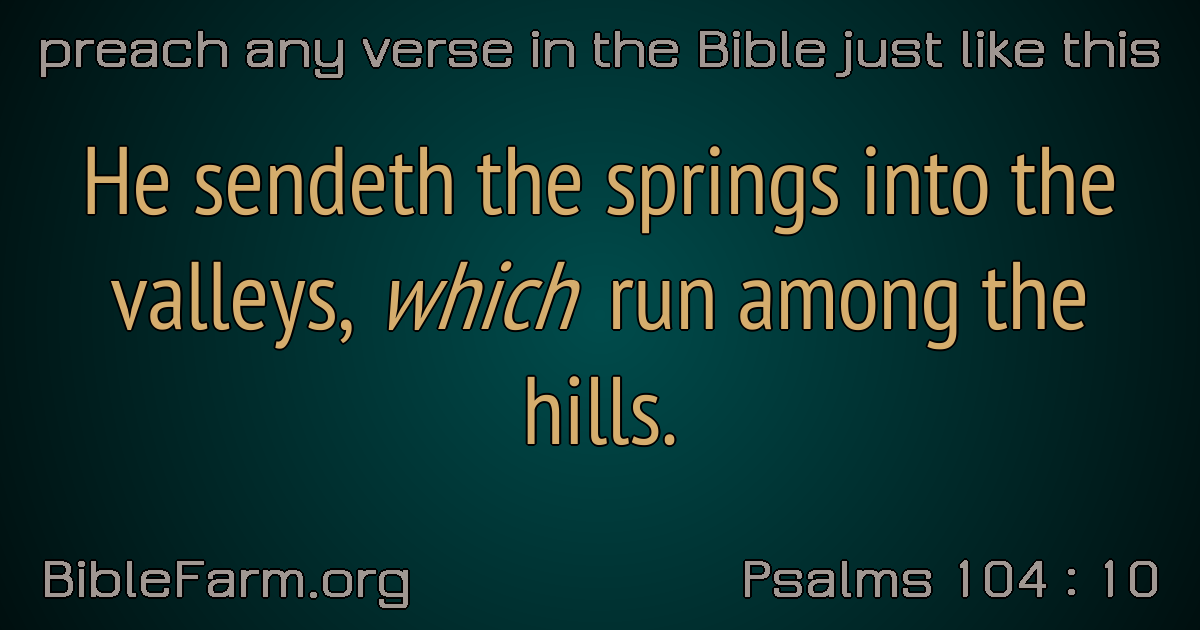 preach any verse in the Bible just like this
He sendeth the springs into the
valleys, which run among the
hills.
BibleFarm.org
Psalms 104 : 10